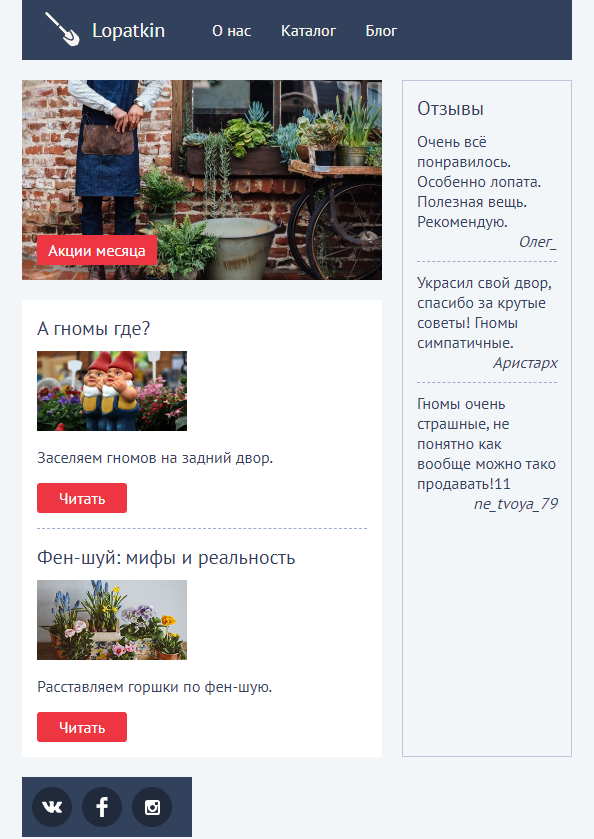 Lopatkin
О нас
Каталог
Блог
Акции месяца
А гномы где?
Заселяем гномов на задний двор.
Читать
Фен-шуй: мифы и реальность
Расставляем горшки по фен-шую.
Читать
Отзывы
Очень всё
понравилось.
Особенно лопата.
Полезная вещь.
Рекомендую.
Олег_
Украсил свой двор,
спасибо за крутые
советы! Гномы
симпатичные.
Аристарх
Гномы очень
страшные, не
понятно как
вообще можно тако
продавать!11
ne_tvoya_79